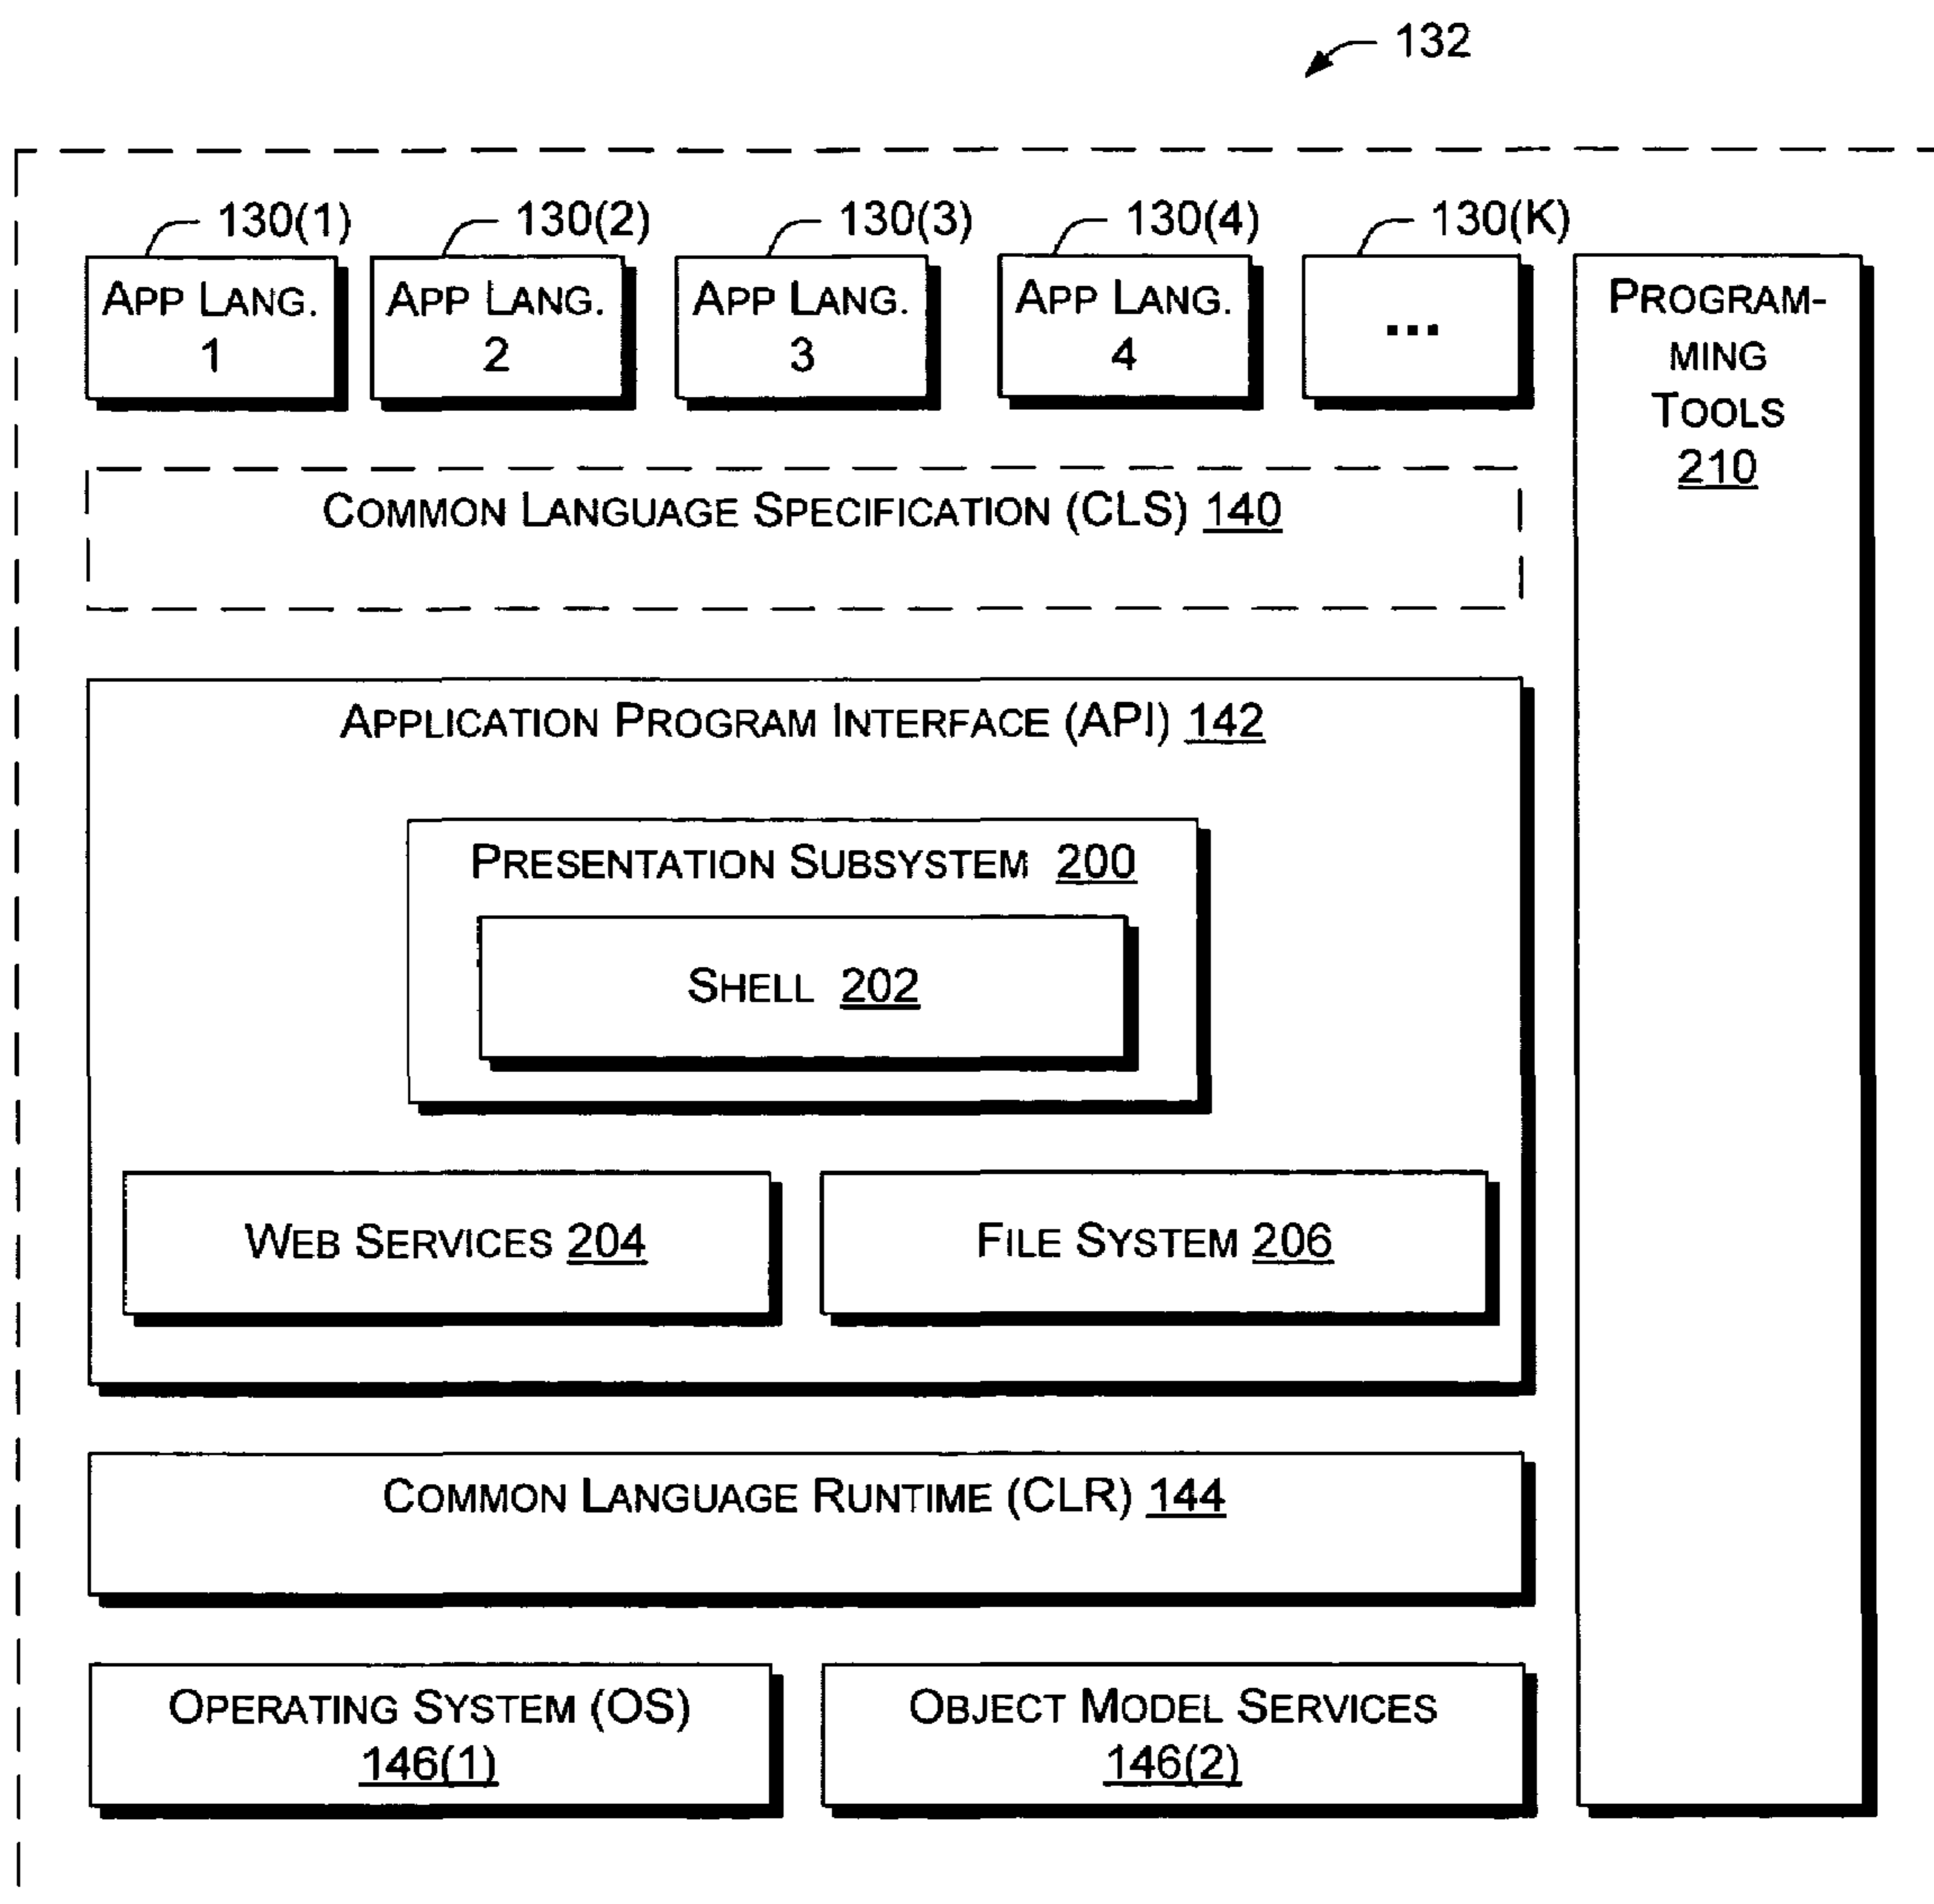 132
130(1) 130(2) 130(3) 130(4) 130(K)
APP LANG.
1
APP LANG.
2
APP LANG.
3
APP LANG.
4
...
PROGRAM-
MING
TOOLS
210
COMMON LANGUAGE SPECIFICATION (CLS) 140
APPLICATION PROGRAM INTERFACE (API) 142
PRESENTATION SUBSYSTEM 200
SHELL 202
WEB SERVICES 204
FILE SYSTEM 206
COMMON LANGUAGE RUNTIME (CLR) 144
OPERATING SYSTEM (OS)
146(1)
OBJECT MODEL SERVICES
146(2)